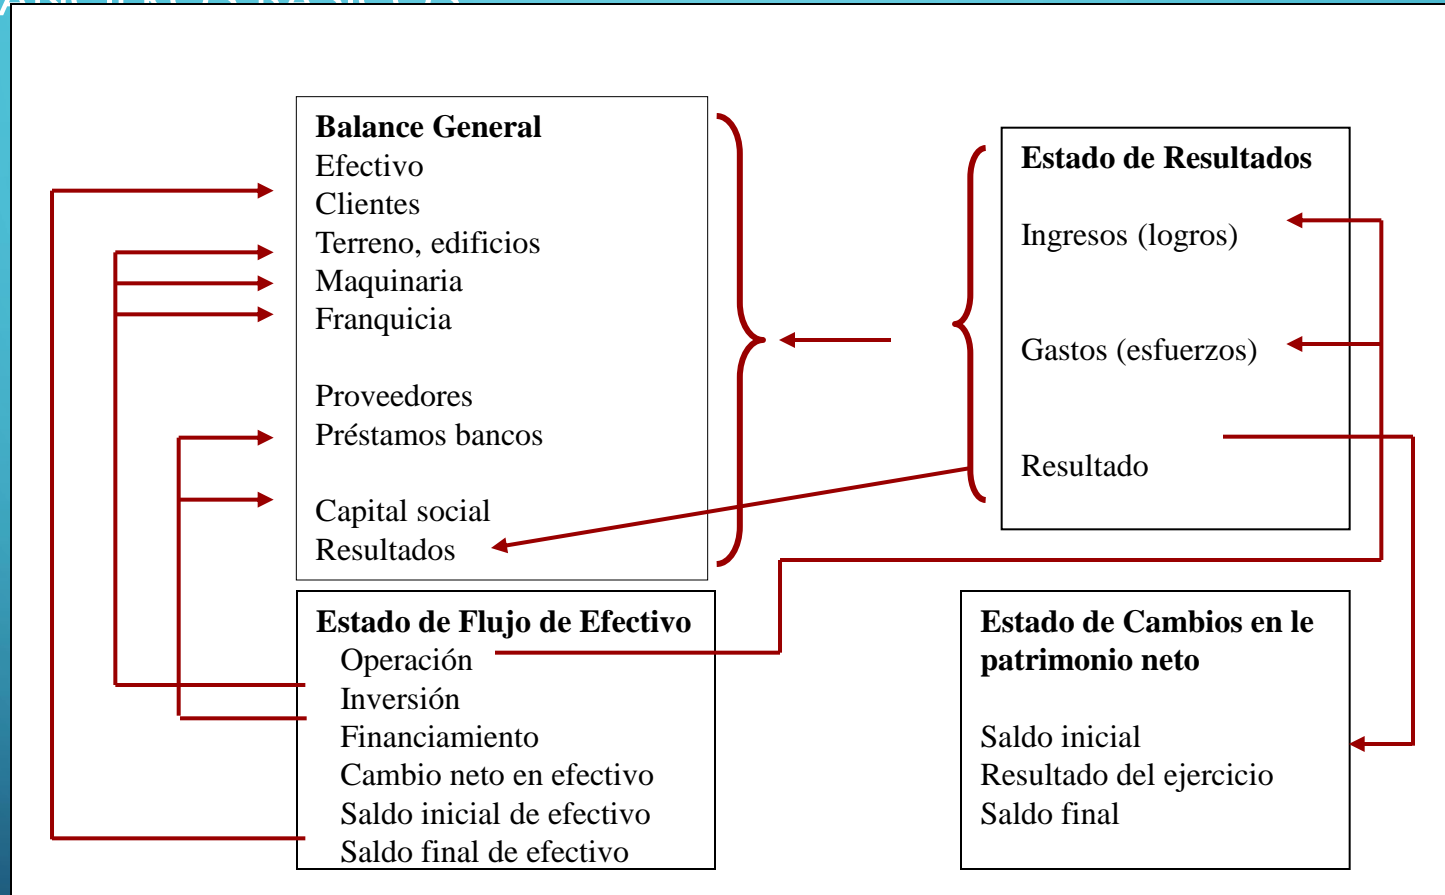 Balance General
Efectivo
Clientes
Terreno, edificios
Maquinaria
Franquicia
Proveedores
Préstamos bancos
Capital social
Resultados
Estado de Resultados
Ingresos (logros)
Gastos (esfuerzos)
Resultado
Estado de Flujo de Efectivo
Operación
Inversión
Financiamiento
Cambio neto en efectivo
Saldo inicial de efectivo
Saldo final de efectivo
Estado de Cambios en le
patrimonio neto
Saldo inicial
Resultado del ejercicio
Saldo final